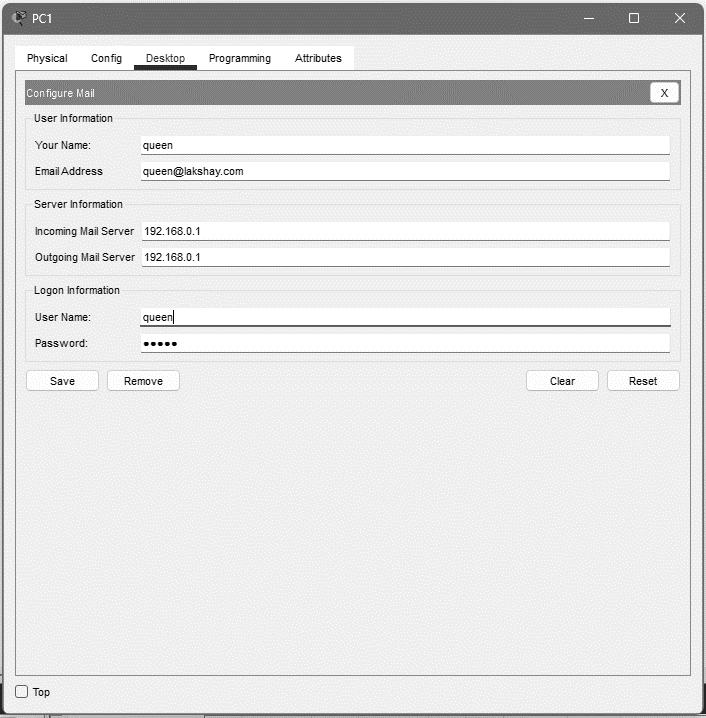 PC1
Physical Config Desktop Programming Attributes
Configure Mail X
User Information
Your Name: queen
Email Address queen@lakshay.com
Server Information
Incoming Mail Server 192.168.0.1
Outgoing Mail Server 192.168.0.1
Logon Information
User Name: queen
Password: ●●●●●
Save Remove Clear Reset
Top